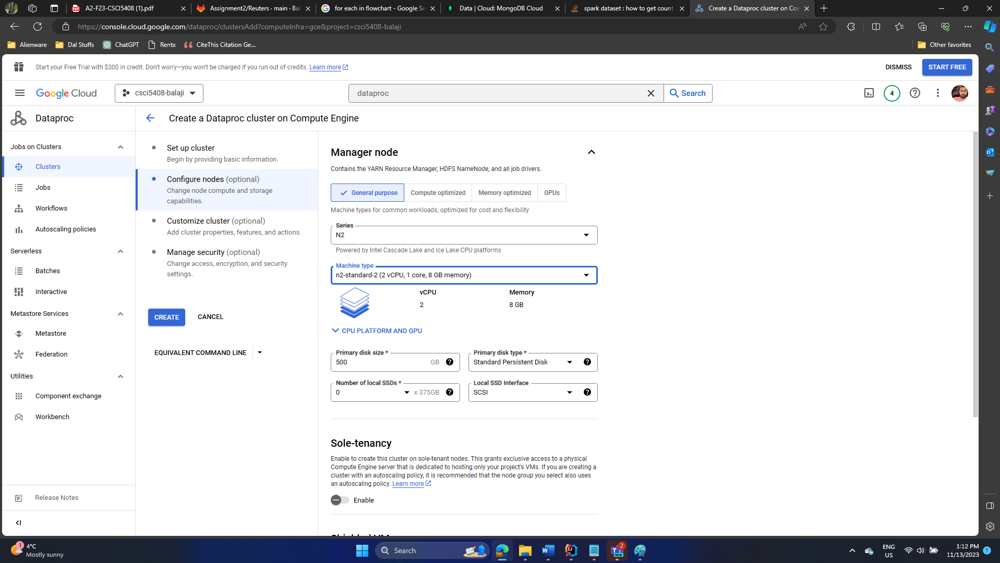 A2-F23-CSCI5408 (1).pdf
Assignment2/Reuters · main · Bal
for each in flowchart - Google Se
Data | Cloud: MongoDB Cloud
spark dataset : how to get count
Create a Dataproc cluster on Con
https://console.cloud.google.com/dataproc/clustersAdd?computeInfra=gce&project=csci5408-balaji
Alienware
Dal Stuffs
ChatGPT
Rentx
CiteThis Citation Ge...
Other favorites
Start your Free Trial with $300 in credit. Don't worry—you won't be charged if you run out of credits. Learn more
DISMISS
START FREE
Google Cloud
csci5408-balaji
dataproc
Search
4
Dataproc
Create a Dataproc cluster on Compute Engine
Jobs on Clusters
Clusters
Jobs
Workflows
Autoscaling policies
Serverless
Batches
Interactive
Metastore Services
Metastore
Federation
Utilities
Component exchange
Workbench
Release Notes
Set up cluster
Begin by providing basic information.
Configure nodes (optional)
Change node compute and storage
capabilities.
Customize cluster (optional)
Add cluster properties, features, and actions.
Manage security (optional)
Change access, encryption, and security
settings.
CREATE
CANCEL
EQUIVALENT COMMAND LINE
Manager node
Contains the YARN Resource Manager, HDFS NameNode, and all job drivers.
General purpose
Compute optimized
Memory optimized
GPUs
Machine types for common workloads, optimized for cost and flexibility
Series
N2
Powered by Intel Cascade Lake and Ice Lake CPU platforms
Machine type
n2-standard-2 (2 vCPU, 1 core, 8 GB memory)
vCPU
Memory
2
8 GB
CPU PLATFORM AND GPU
Primary disk size *
500
GB
Primary disk type *
Standard Persistent Disk
Number of local SSDs *
0
x 375GB
Local SSD Interface
SCSI
Sole-tenancy
Enable to create this cluster on sole-tenant nodes. This grants exclusive access to a physical
Compute Engine server that is dedicated to hosting only your project's VMs. If you are creating a
cluster with an autoscaling policy, it is recommended that the node group you select also uses
an autoscaling policy. Learn more
Enable
Shielded VM
1
4°C
Mostly sunny
Search
2
NEW
ENG
US
1:12 PM
11/13/2023
1